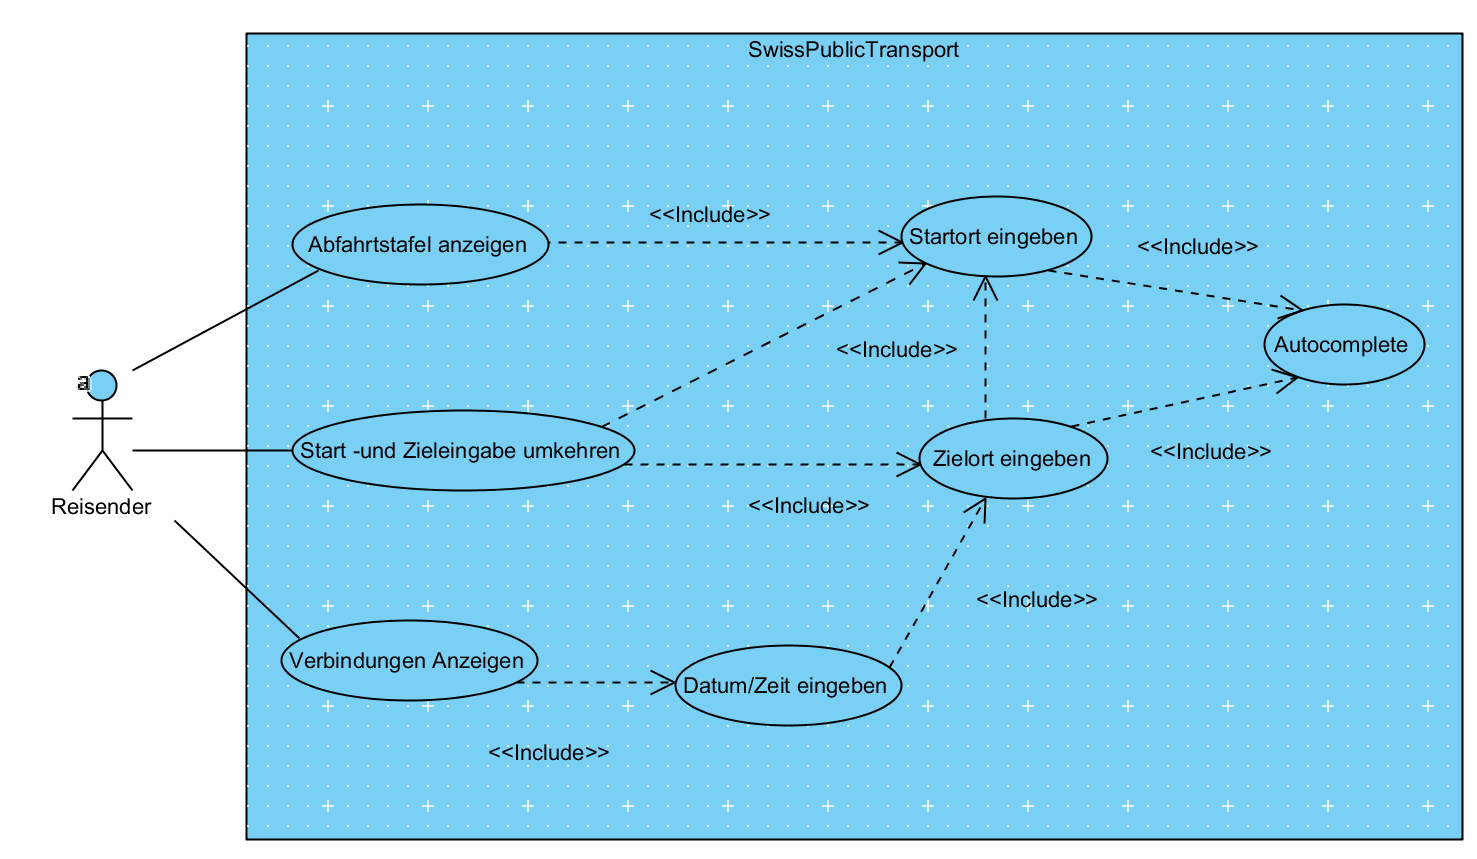 SwissPublicTransport
<<Include>>
Abfahrtstafel anzeigen
Startort eingeben
<<Include>>
<<Include>>
Autocomplete
a
Start -und Zieleingabe umkehren
Zielort eingeben
<<Include>>
<<Include>>
Reisender
<<Include>>
Verbindungen Anzeigen
Datum/Zeit eingeben
<<Include>>